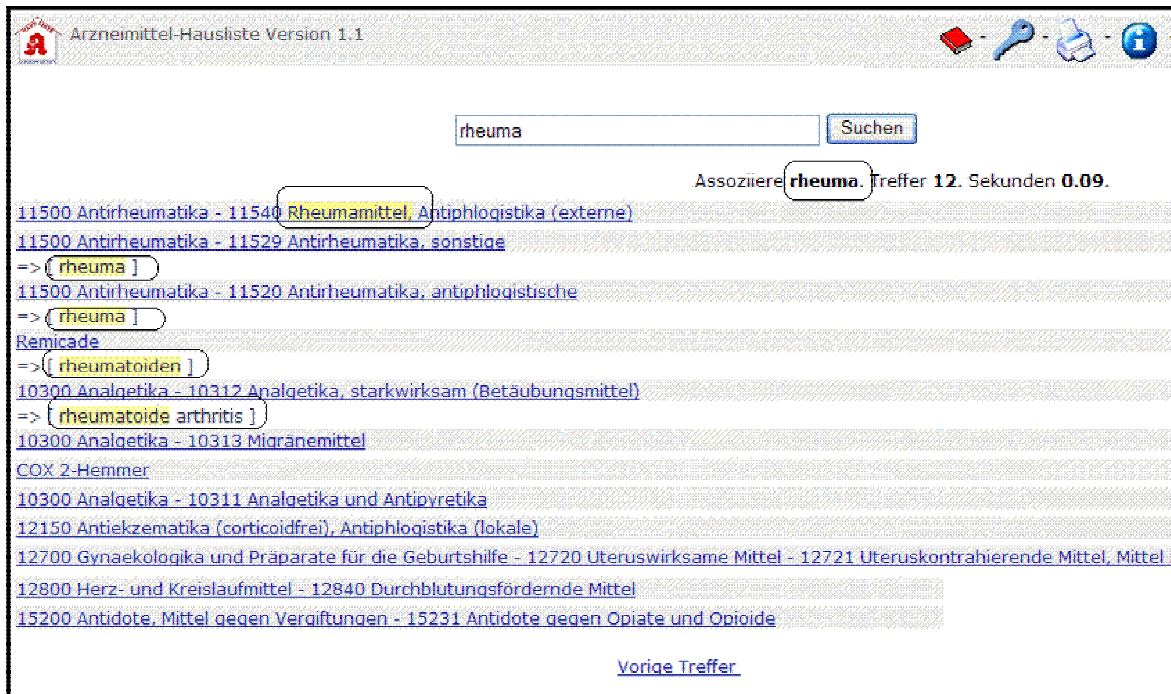 Arzneimittel-Hausliste Version 1.1
rheuma Suchen
Assoziiere rheuma. Treffer 12. Sekunden 0.09.
11500 Antirheumatika - 11540 Rheumamittel, Antiphlogistika (externe)
11500 Antirheumatika - 11529 Antirheumatika, sonstige
=> [ rheuma ]
11500 Antirheumatika - 11520 Antirheumatika, antiphlogistische
=> [ rheuma ]
Remicade
=> [ rheumatoiden ]
10300 Analgetika - 10312 Analgetika, starkwirksam (Betäubungsmittel)
=> [ rheumatoide arthritis ]
10300 Analgetika - 10313 Migränemittel
COX 2-Hemmer
10300 Analgetika - 10311 Analgetika und Antipyretika
12150 Antiekzematika (corticoidfrei), Antiphlogistika (lokale)
12700 Gynaekologika und Präparate für die Geburtshilfe - 12720 Uteruswirksame Mittel - 12721 Uteruskontrahierende Mittel, Mittel
12800 Herz- und Kreislaufmittel - 12840 Durchblutungsfördernde Mittel
15200 Antidote, Mittel gegen Vergiftungen - 15231 Antidote gegen Opiate und Opioide
Vorige Treffer